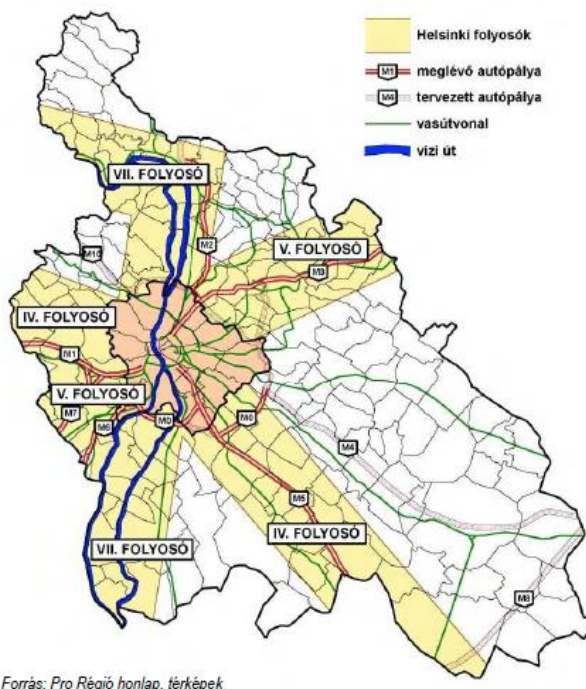 Helsinki folyosók
M1 meglévő autópálya
M4 tervezett autópálya
vasútvonal
vizi út
VII. FOLYOSÓ
M2
V. FOLYOSÓ
M10
M3
IV. FOLYOSÓ
M1
V. FOLYOSÓ
M7
M6
M0
M0
M4
M5
VII. FOLYOSÓ
IV. FOLYOSÓ
M8
Forrás: Pro Régió honlap, térképek